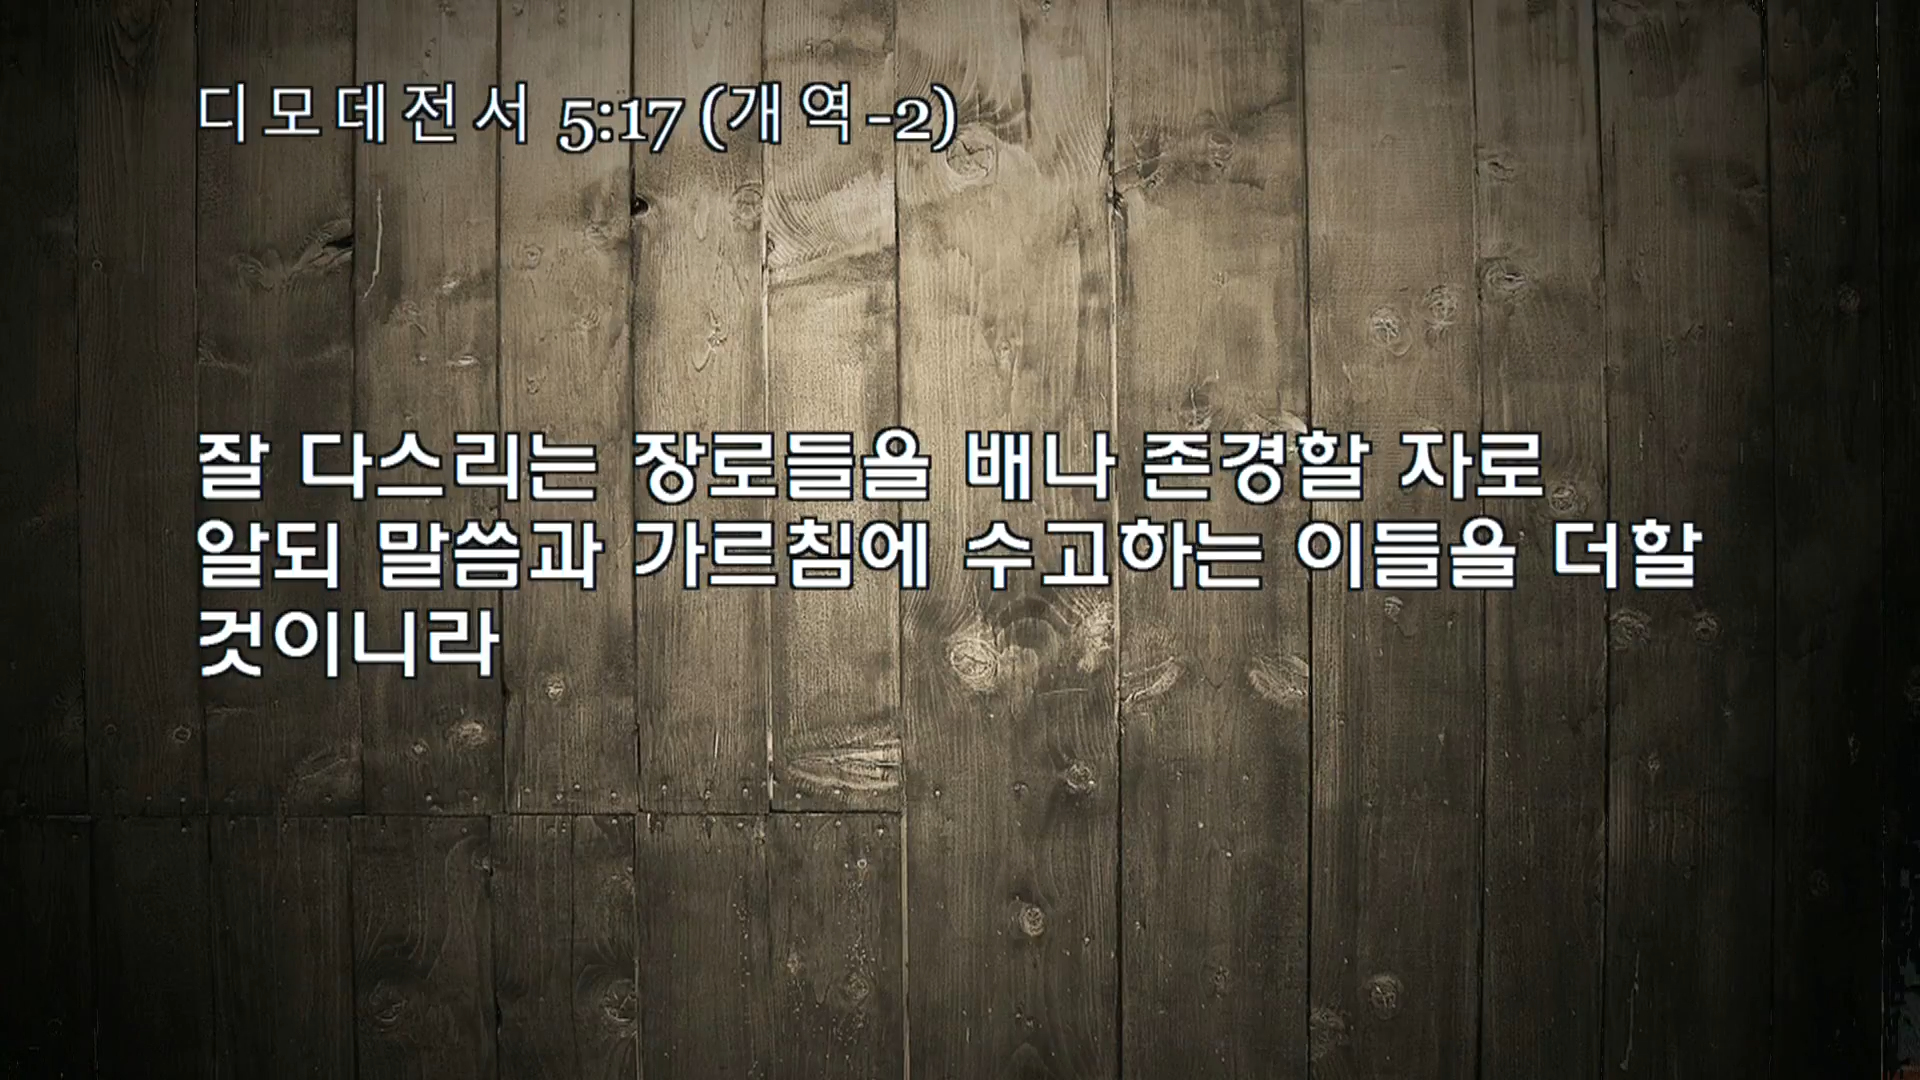 디모데전서 5:17 (개역-2)
잘 다스리는 장로들을 배나 존경할 자로
알되 말씀과 가르침에 수고하는 이들을 더할
것이니라